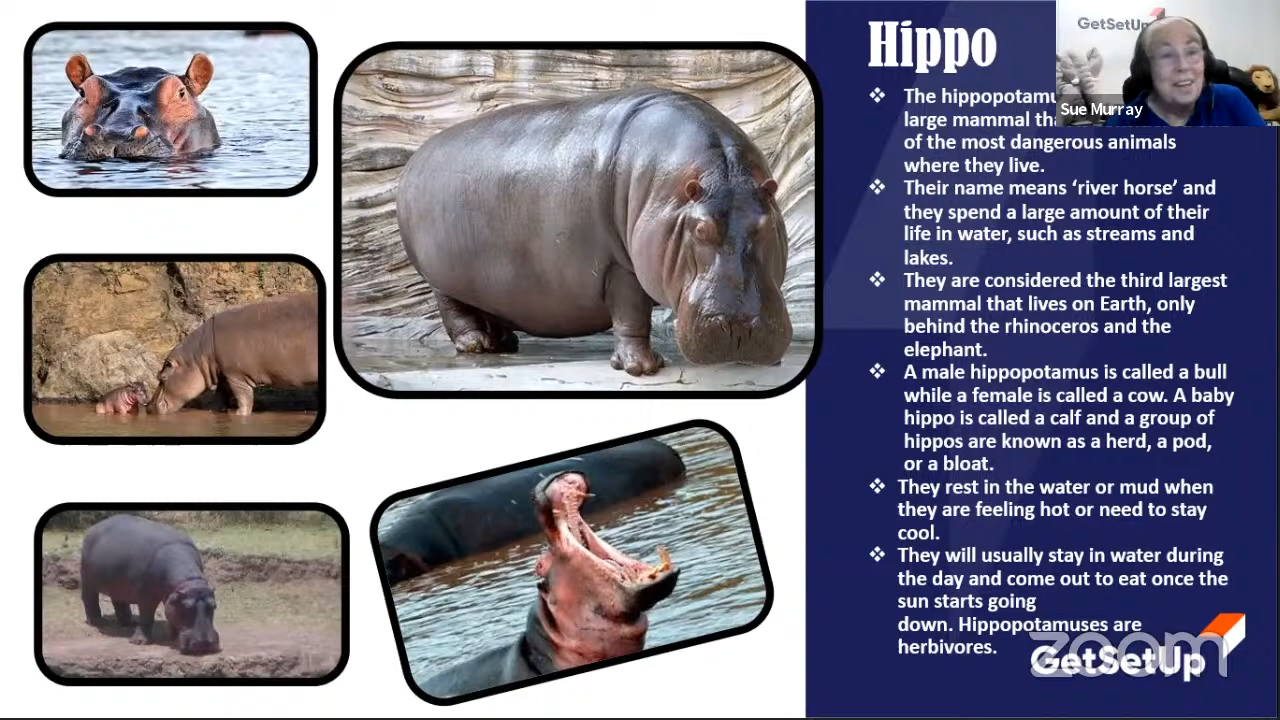 Hippo
GetSetUp
Sue Murray
❖ The hippopotamu
large mammal tha
of the most dangerous animals
where they live.
❖ Their name means ‘river horse’ and
they spend a large amount of their
life in water, such as streams and
lakes.
❖ They are considered the third largest
mammal that lives on Earth, only
behind the rhinoceros and the
elephant.
❖ A male hippopotamus is called a bull
while a female is called a cow. A baby
hippo is called a calf and a group of
hippos are known as a herd, a pod,
or a bloat.
❖ They rest in the water or mud when
they are feeling hot or need to stay
cool.
❖ They will usually stay in water during
the day and come out to eat once the
sun starts going
down. Hippopotamuses are
herbivores.
zoom
GetSetUp